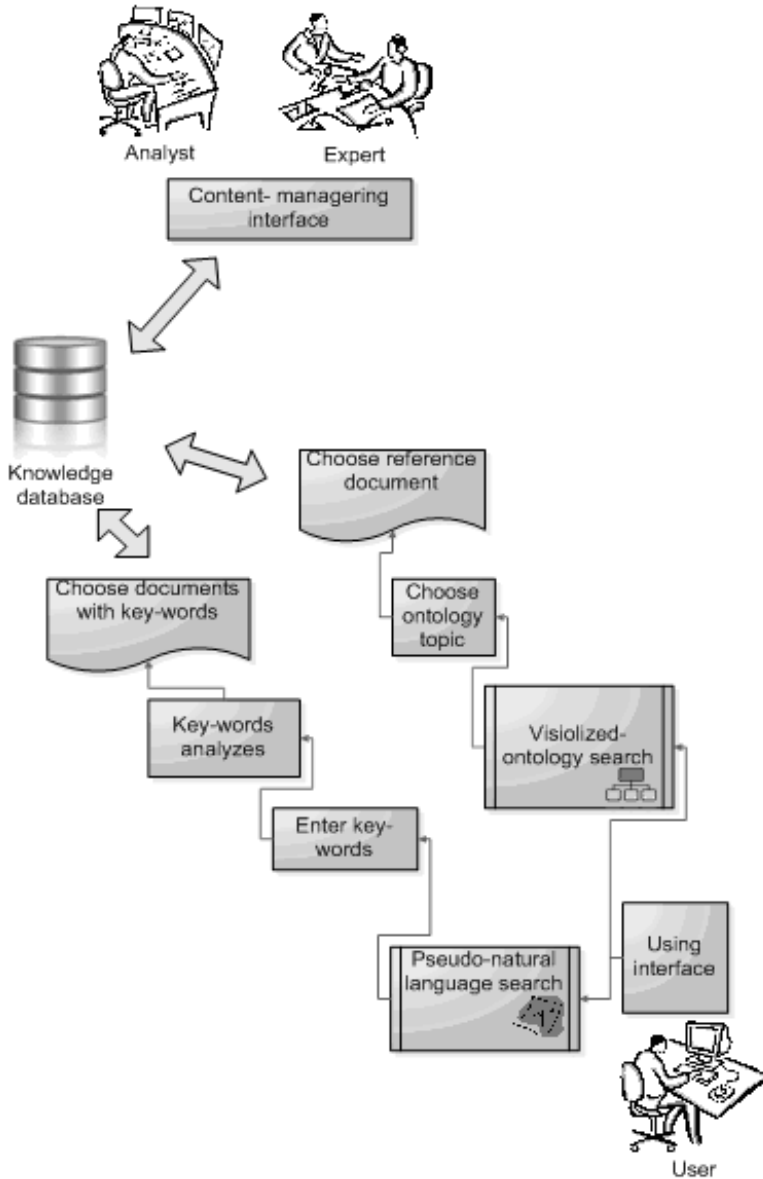 Analyst
Expert
Content- managering
interface
Knowledge
database
Choose reference
document
Choose documents
with key-words
Choose
ontology
topic
Key-words
analyzes
Visiolized-
ontology search
Enter key-
words
Using
interface
Pseudo-natural
language search
User